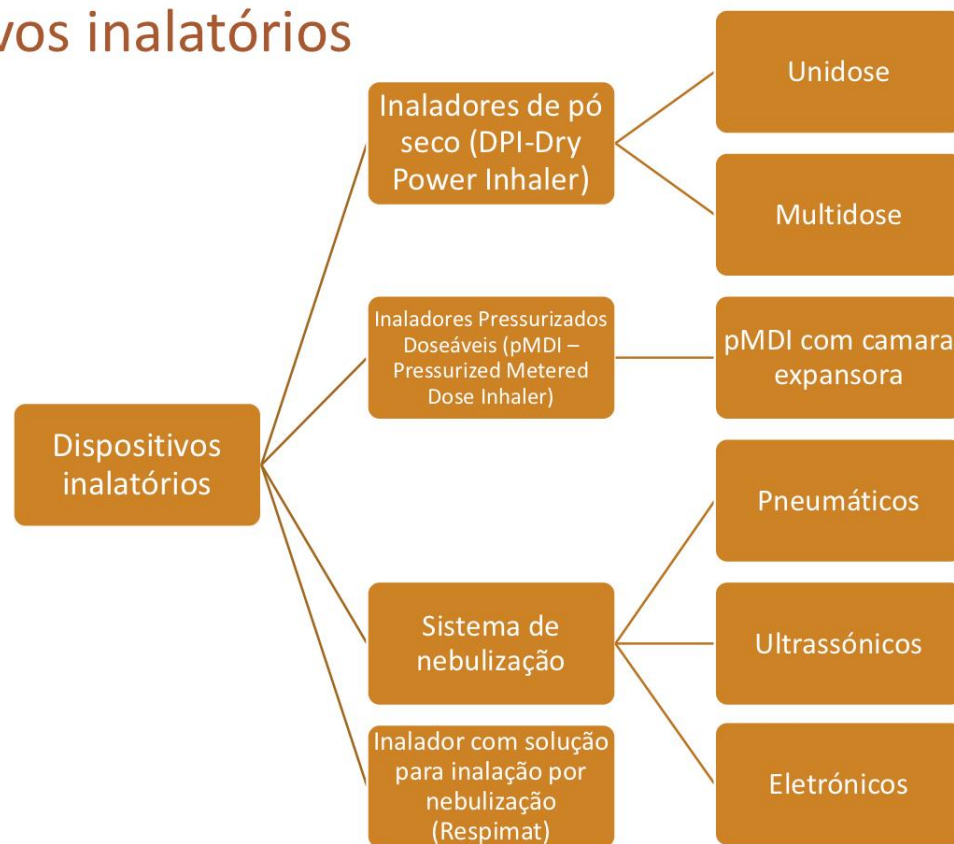 vos inalatórios
Dispositivos
inalatórios
Inaladores de pó
seco (DPI-Dry
Power Inhaler)
Unidose
Multidose
Inaladores Pressurizados
Doseáveis (pMDI –
Pressurized Metered
Dose Inhaler)
pMDI com camara
expansora
Sistema de
nebulização
Pneumáticos
Ultrassónicos
Eletrónicos
Inalador com solução
para inalação por
nebulização
(Respimat)